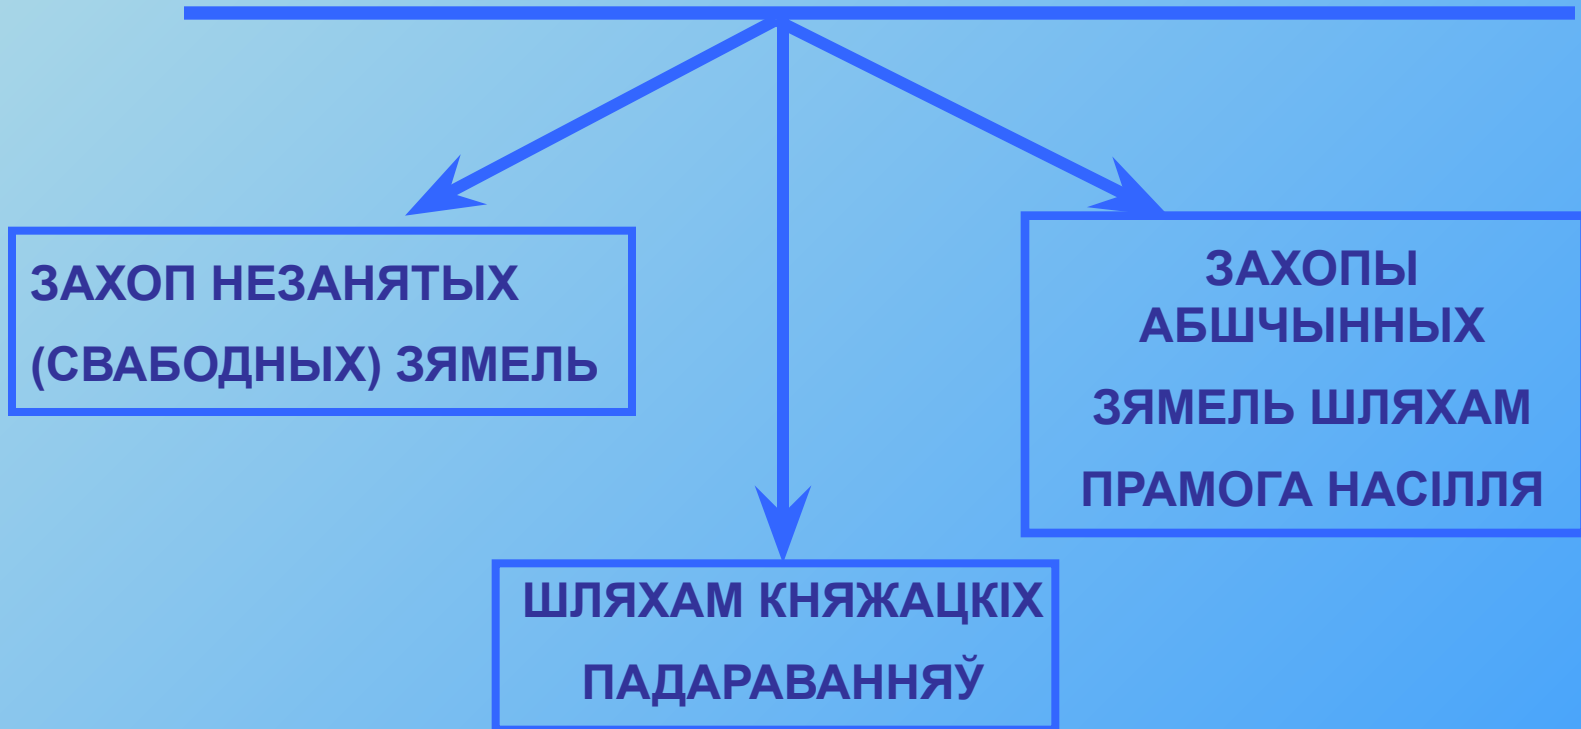 ЗАХОП НЕЗАНЯТЫХ
(СВАБОДНЫХ) ЗЯМЕЛЬ
ЗАХОПЫ
АБШЧЫННЫХ
ЗЯМЕЛЬ ШЛЯХАМ
ПРАМОГА НАСІЛЛЯ
ШЛЯХАМ КНЯЖАЦКІХ
ПАДАРАВАННЯЎ